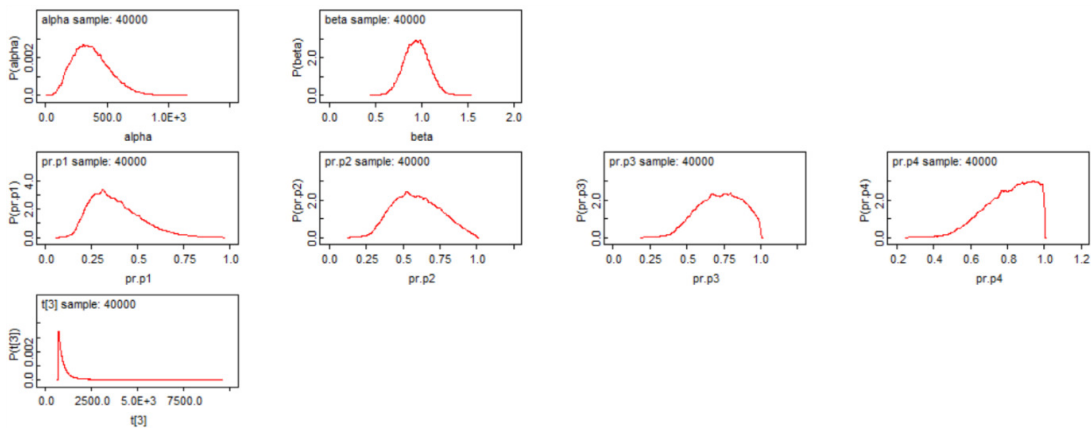 alpha sample: 40000
P(alpha)
0.0 0.002
0.0 500.0 1.0E+3
alpha
beta sample: 40000
P(beta)
0.0 2.0
0.0 0.5 1.0 1.5 2.0
beta
pr.p1 sample: 40000
P(pr.p1)
0.0 2.0 4.0
0.0 0.25 0.5 0.75 1.0
pr.p1
pr.p2 sample: 40000
P(pr.p2)
0.0 2.0
0.0 0.25 0.5 0.75 1.0
pr.p2
pr.p3 sample: 40000
P(pr.p3)
0.0 2.0
0.0 0.25 0.5 0.75 1.0
pr.p3
pr.p4 sample: 40000
P(pr.p4)
0.0 2.0
0.2 0.4 0.6 0.8 1.0 1.2
pr.p4
t[3] sample: 40000
P(t[3])
0.0 0.002
0.0 2500.0 5.0E+3 7500.0
t[3]